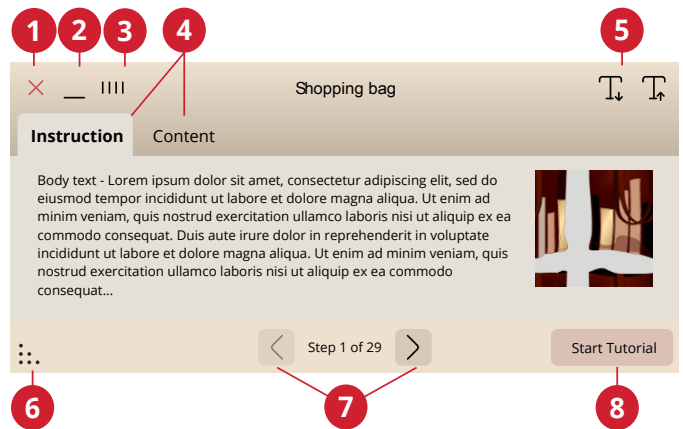 1 2 3 4 5
Shopping bag
Instruction Content
Body text - Lorem ipsum dolor sit amet, consectetur adipiscing elit, sed do
eiusmod tempor incididunt ut labore et dolore magna aliqua. Ut enim ad
minim veniam, quis nostrud exercitation ullamco laboris nisi ut aliquip ex ea
commodo consequat. Duis aute irure dolor in reprehenderit in voluptate
incididunt ut labore et dolore magna aliqua. Ut enim ad minim veniam, quis
nostrud exercitation ullamco laboris nisi ut aliquip ex ea commodo
consequat...
Step 1 of 29
Start Tutorial
6 7 8